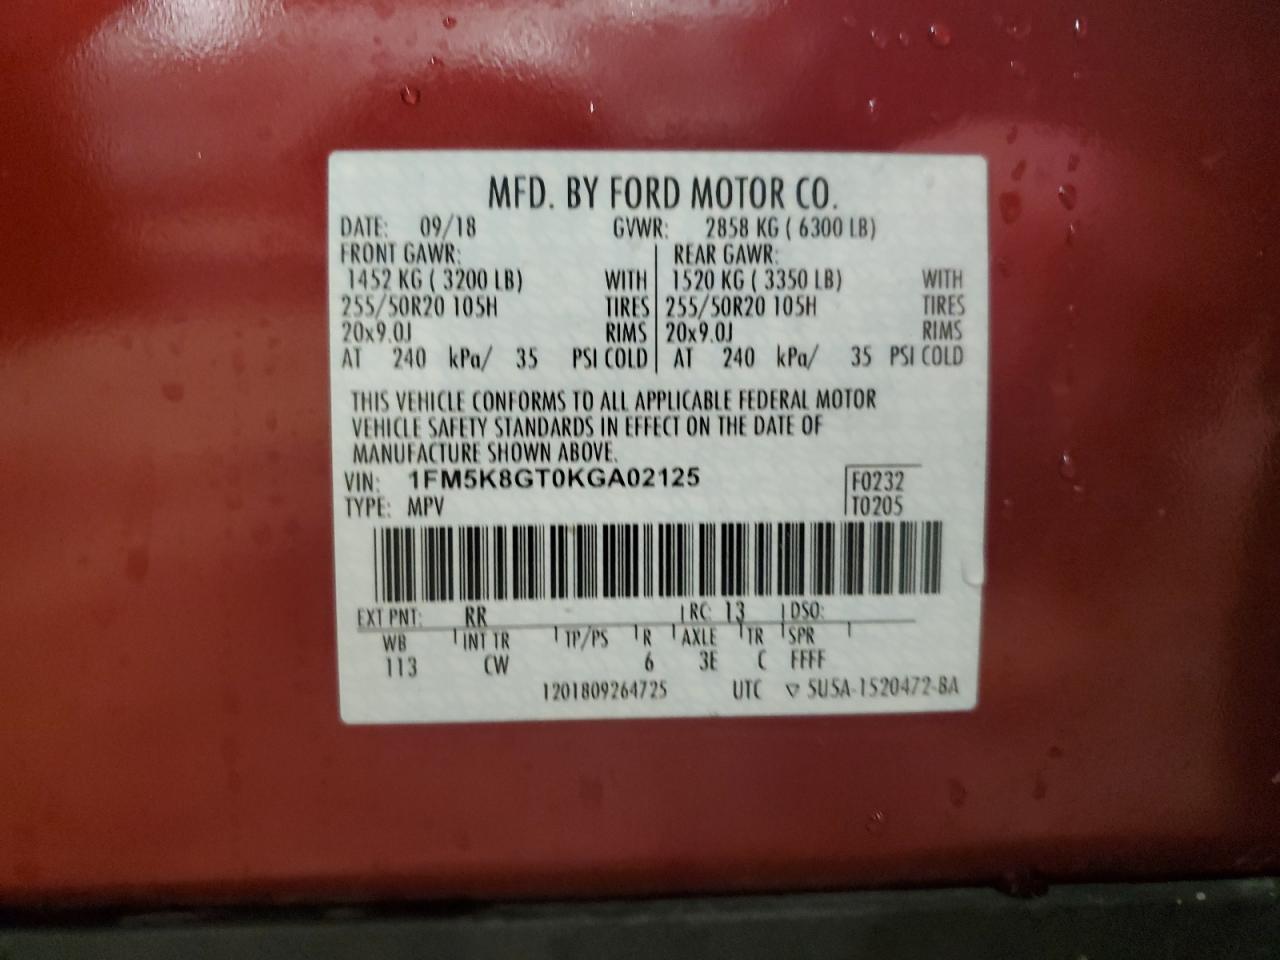 MFD. BY FORD MOTOR CO.
DATE: 09/18 GVWR: 2858 KG ( 6300 LB)
FRONT GAWR: REAR GAWR:
1452 KG ( 3200 LB) WITH 1520 KG ( 3350 LB) WITH
255/50R20 105H TIRES 255/50R20 105H TIRES
20x9.0J RIMS 20x9.0J RIMS
AT 240 kPa/ 35 PSI COLD AT 240 kPa/ 35 PSI COLD
THIS VEHICLE CONFORMS TO ALL APPLICABLE FEDERAL MOTOR
VEHICLE SAFETY STANDARDS IN EFFECT ON THE DATE OF
MANUFACTURE SHOWN ABOVE.
VIN: 1FM5K8GT0KGA02125 F0232
TYPE: MPV T0205
EXT PNT: RR RC: 13 DSO:
WB INT TR TP/PS R AXLE TR SPR
113 CW 6 3E C FFFF
1201809264725 UTC ▽ 5U5A-1520472-BA